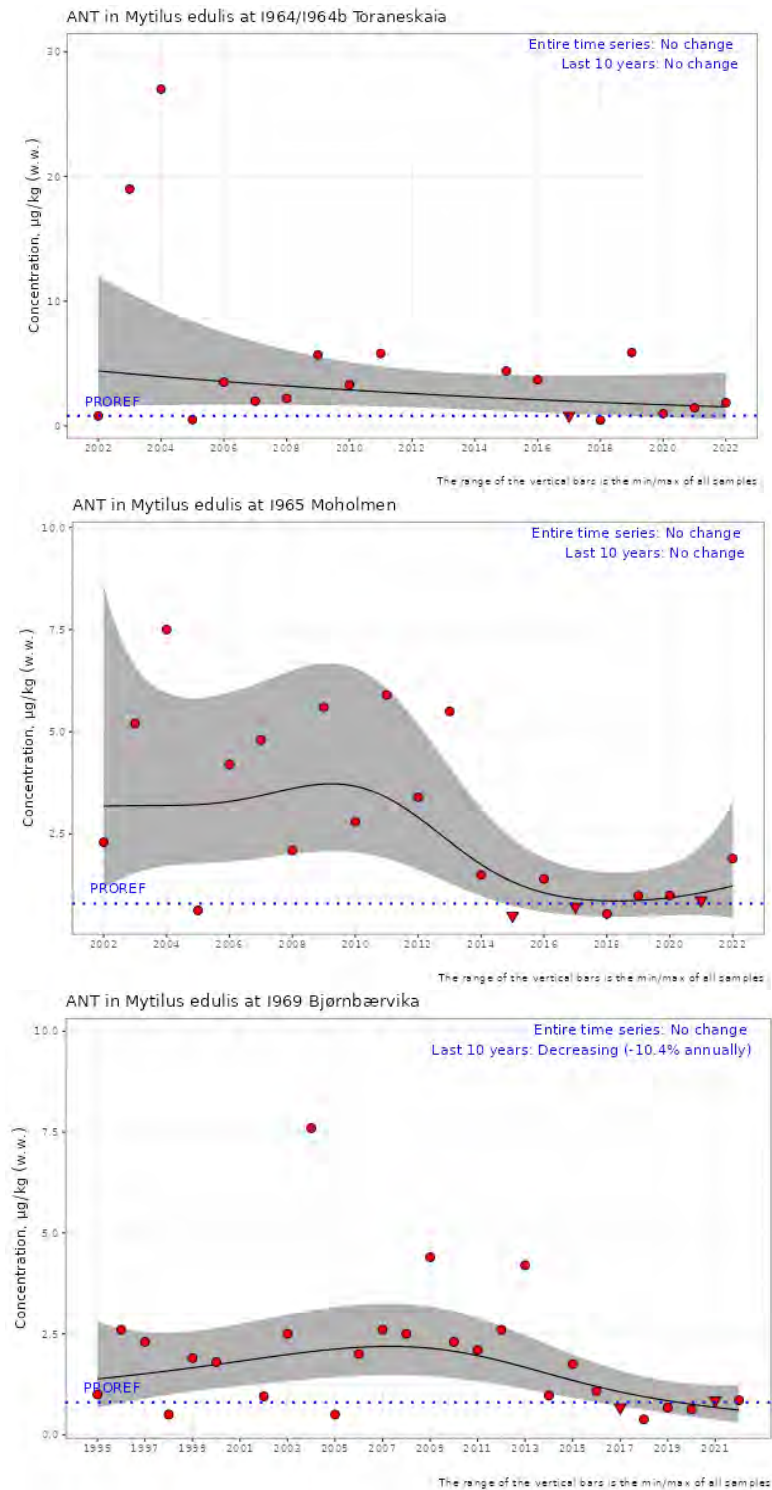 ANT in Mytilus edulis at I964/I964b Toraneskaia
Entire time series: No change
Last 10 years: No change
Concentration, µg/kg (w.w.)
30
20
10
0
PROREF
2002 2004 2006 2008 2010 2012 2014 2016 2018 2020 2022
The range of the vertical bars is the min/max of all samples
ANT in Mytilus edulis at I965 Moholmen
Entire time series: No change
Last 10 years: No change
Concentration, µg/kg (w.w.)
10.0
7.5
5.0
2.5
PROREF
2002 2004 2006 2008 2010 2012 2014 2016 2018 2020 2022
The range of the vertical bars is the min/max of all samples
ANT in Mytilus edulis at I969 Bjørnbærvika
Entire time series: No change
Last 10 years: Decreasing (-10.4% annually)
Concentration, µg/kg (w.w.)
10.0
7.5
5.0
2.5
0.0
PROREF
1995 1997 1999 2001 2003 2005 2007 2009 2011 2013 2015 2017 2019 2021
The range of the vertical bars is the min/max of all samples